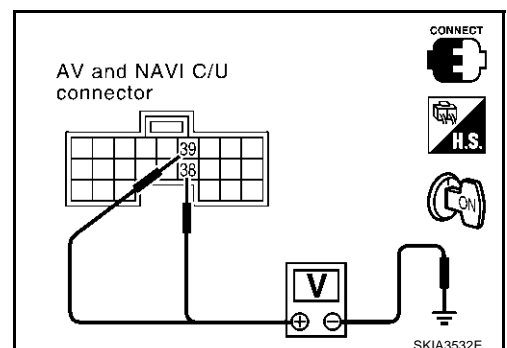 CONNECT
AV and NAVI C/U
connector
H.S.
39
38
ON
V
+ -
SKIA3532E